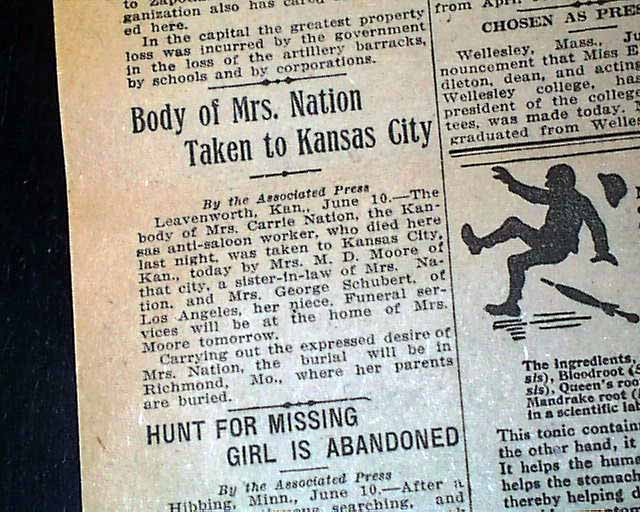 to
ganization also has cared
ed here.
In the capital the greatest property
loss was incurred by the government
in the loss of the artillery barracks,
by schools and by corporations.
Body of Mrs. Nation
Taken to Kansas City
By the Associated Press
Leavenworth, Kan., June 10.—The
body of Mrs. Carrie Nation, the Kan-
sas anti-saloon worker, who died here
last night, was taken to Kansas City,
Kan., today by Mrs. M. D. Moore of
that city, a sister-in-law of Mrs. Na-
tion, and Mrs. George Schubert, of
Los Angeles, her niece. Funeral ser-
vices will be at the home of Mrs.
Moore tomorrow.
Carrying out the expressed desire of
Mrs. Nation, the burial will be in
Richmond, Mo., where her parents
are buried.
HUNT FOR MISSING
GIRL IS ABANDONED
By the Associated Press
Hibbing, Minn., June 10.—After a
searching, and
from April
CHOSEN AS PRES
Wellesley, Mass., Ju
nouncement that Miss E
dleton, dean, and acting
Wellesley college, has
president of the college
tees, was made today.
graduated from Welles
The ingredients,
sis), Bloodroot (S
sis), Queen's roo
Mandrake root (
in a scientific lab
This tonic contain
the other hand, it
It helps the huma
helps the stomach
thereby helping d